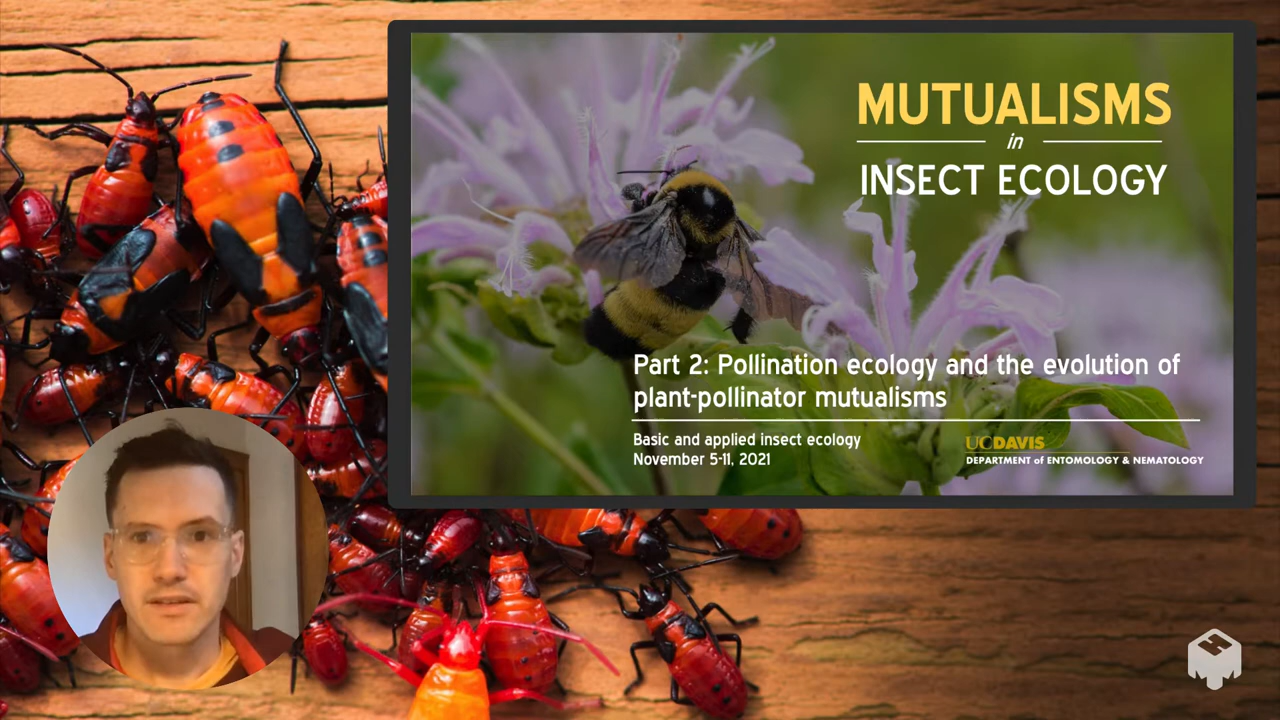 MUTUALISMS
in
INSECT ECOLOGY
Part 2: Pollination ecology and the evolution of
plant-pollinator mutualisms
Basic and applied insect ecology
November 5-11, 2021
UCDAVIS
DEPARTMENT of ENTOMOLOGY & NEMATOLOGY